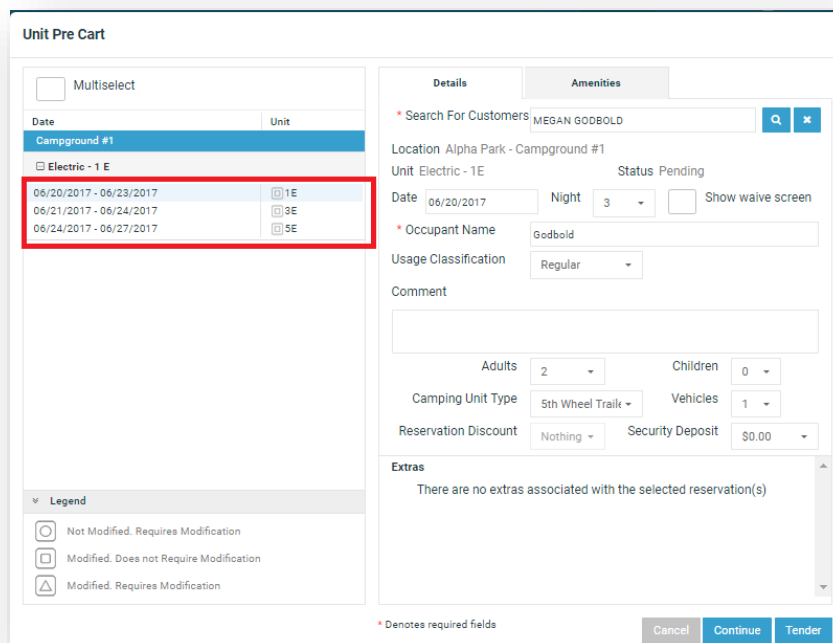 Unit Pre Cart
Multiselect
Date Unit
Campground #1
Electric - 1 E
06/20/2017 - 06/23/2017 1E
06/21/2017 - 06/24/2017 3E
06/24/2017 - 06/27/2017 5E
Legend
Not Modified. Requires Modification
Modified. Does not Require Modification
Modified. Requires Modification
Details Amenities
* Search For Customers MEGAN GODBOLD
Location Alpha Park - Campground #1
Unit Electric - 1E Status Pending
Date 06/20/2017 Night 3 Show waive screen
* Occupant Name Godbold
Usage Classification Regular
Comment
Adults 2 Children 0
Camping Unit Type 5th Wheel Traile Vehicles 1
Reservation Discount Nothing Security Deposit $0.00
Extras
There are no extras associated with the selected reservation(s)
* Denotes required fields
Cancel Continue Tender